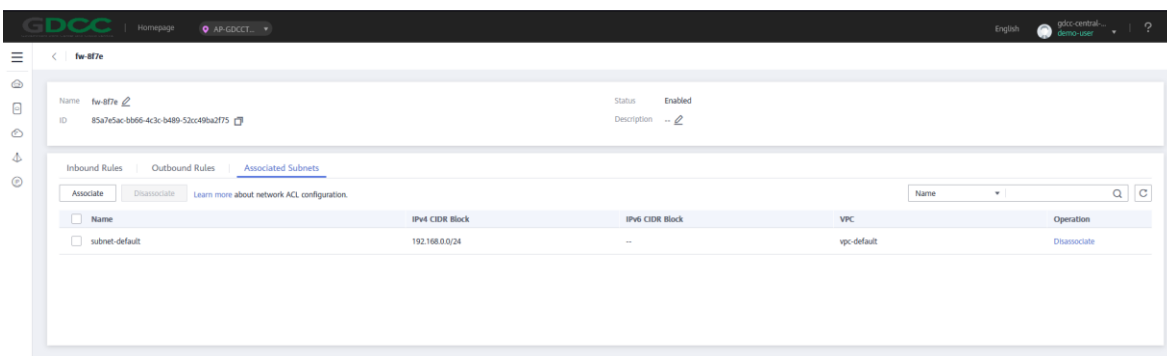 GDCC | Homepage AP-GDCCT... English gdcc-central-... ?
demo-user
fw-8f7e
Name fw-8f7e Status Enabled
ID 85a7e5ac-bb66-4c3c-b489-52cc49ba2f75 Description --
Inbound Rules Outbound Rules Associated Subnets
Associate Disassociate Learn more about network ACL configuration. Name
Name IPv4 CIDR Block IPv6 CIDR Block VPC Operation
subnet-default 192.168.0.0/24 -- vpc-default Disassociate